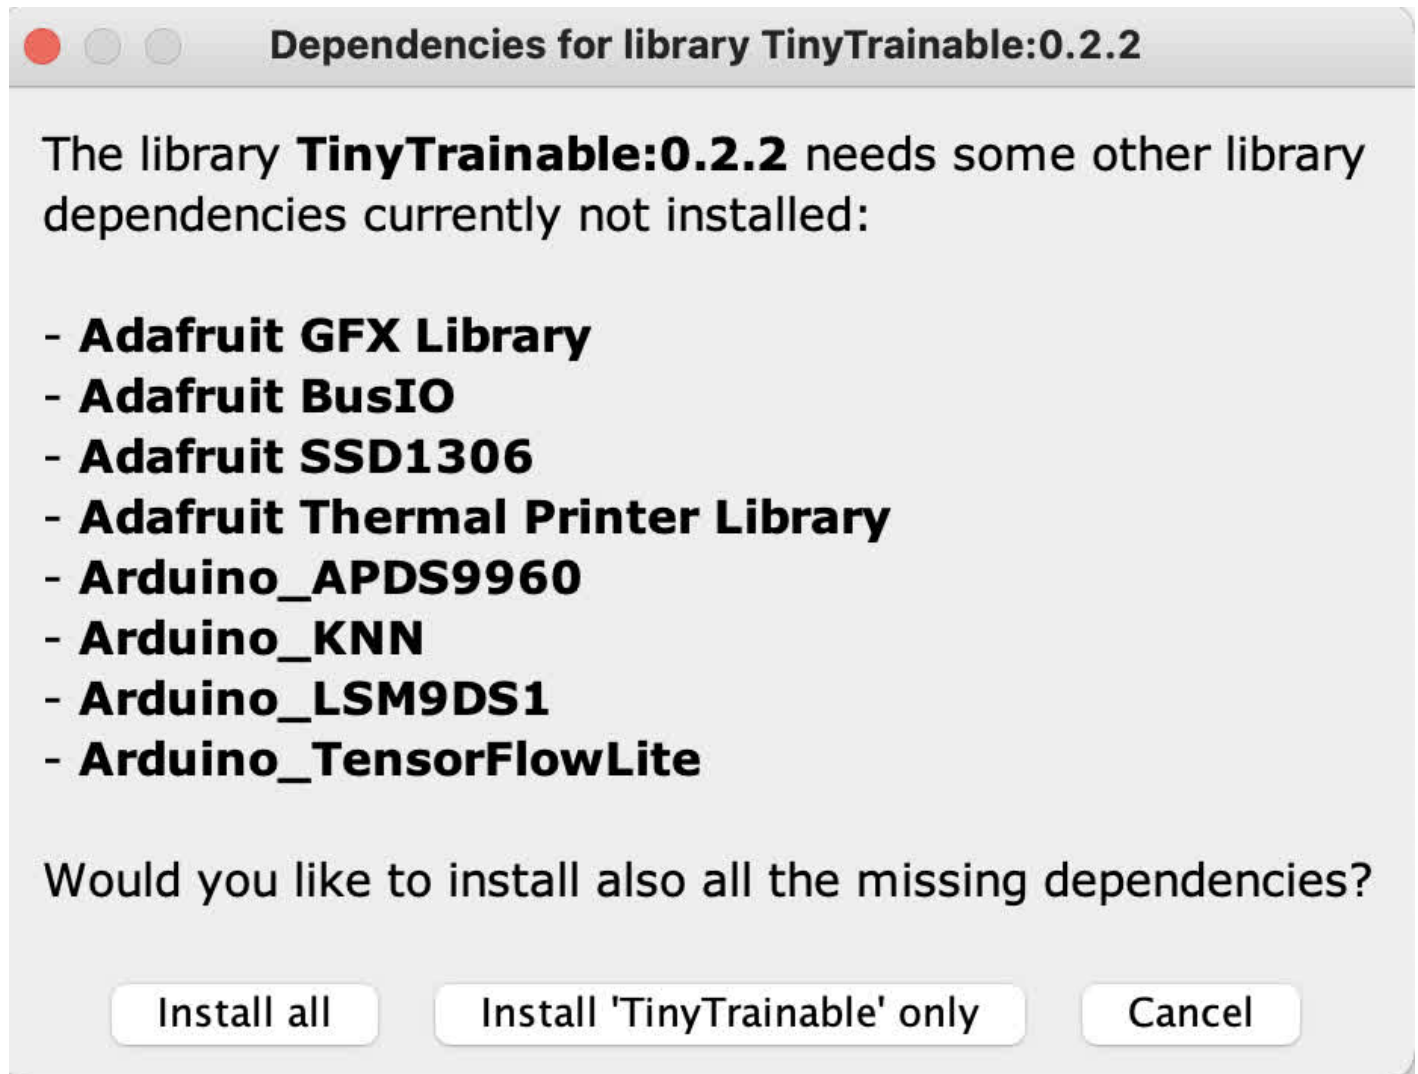 Dependencies for library TinyTrainable:0.2.2
The library TinyTrainable:0.2.2 needs some other library
dependencies currently not installed:
- Adafruit GFX Library
- Adafruit BusIO
- Adafruit SSD1306
- Adafruit Thermal Printer Library
- Arduino_APDS9960
- Arduino_KNN
- Arduino_LSM9DS1
- Arduino_TensorFlowLite
Would you like to install also all the missing dependencies?
Install all
Install 'TinyTrainable' only
Cancel